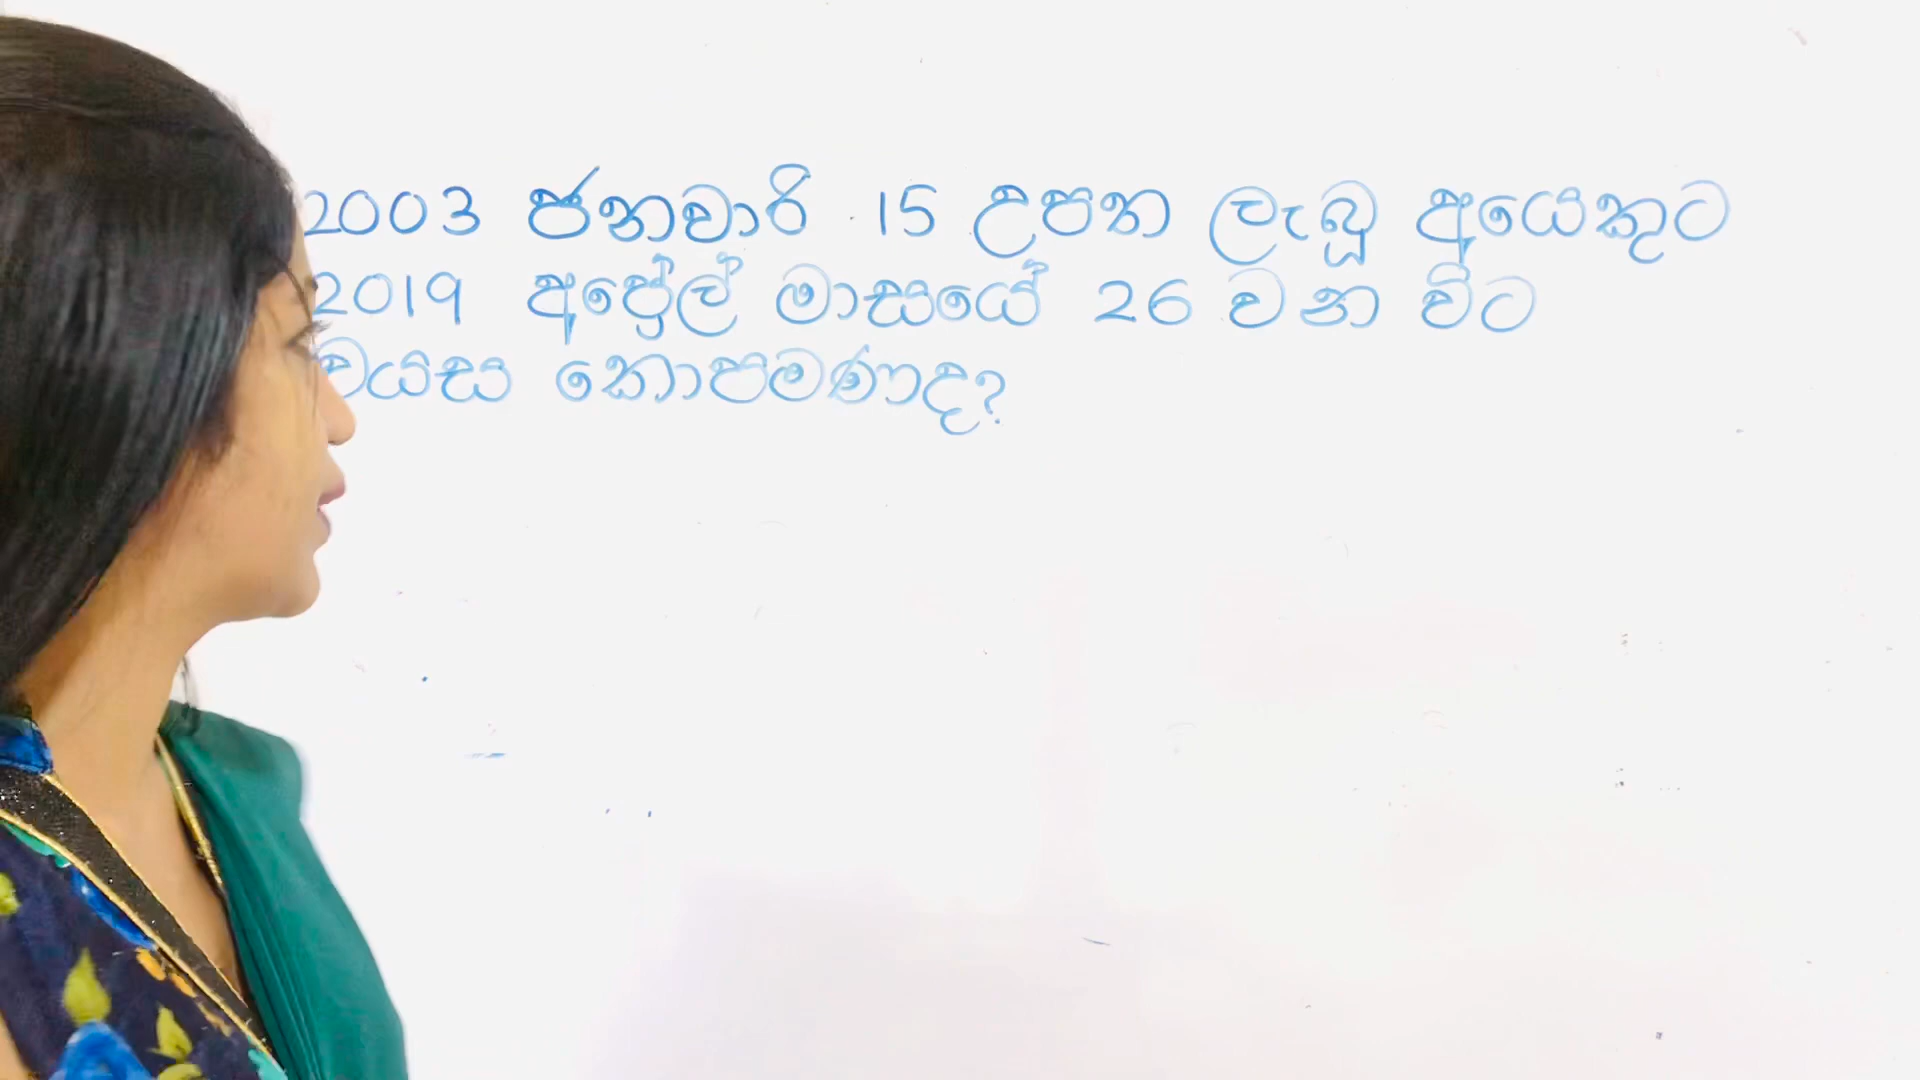 2003 ජනවාරි 15 උපත ලැබූ අයෙකුට
2019 අප්‍රේල් මාසයේ 26 වන විට
වයස කොපමණද?